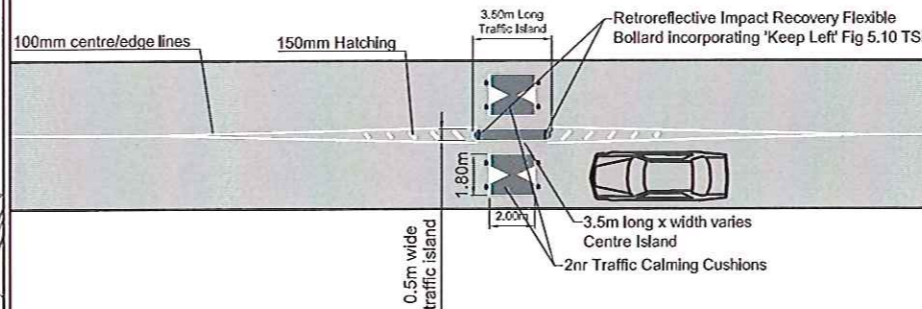 3.50m Long
Traffic Island
Retroreflective Impact Recovery Flexible
Bollard incorporating 'Keep Left' Fig 5.10 TS
100mm centre/edge lines
150mm Hatching
1.80m
2.00m
3.5m long x width varies
Centre Island
2nr Traffic Calming Cushions
0.5m wide
traffic island